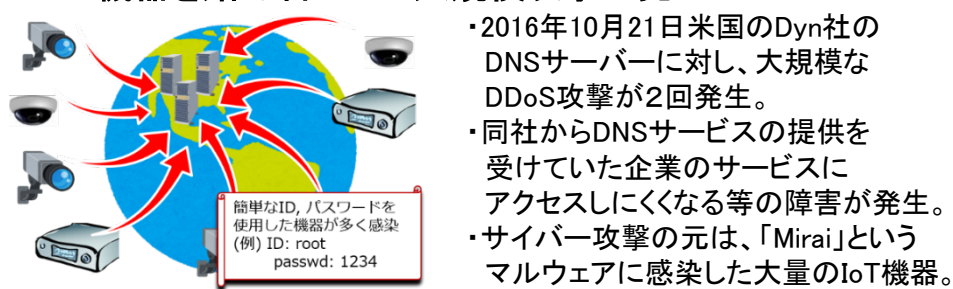 ・2016年10月21日米国のDyn社の
DNSサーバーに対し、大規模な
DDoS攻撃が2回発生。
・同社からDNSサービスの提供を
受けていた企業のサービスに
アクセスしにくくなる等の障害が発生。
・サイバー攻撃の元は、「Mirai」という
マルウェアに感染した大量のIoT機器。
簡単なID, パスワードを
使用した機器が多く感染
(例) ID: root
passwd: 1234